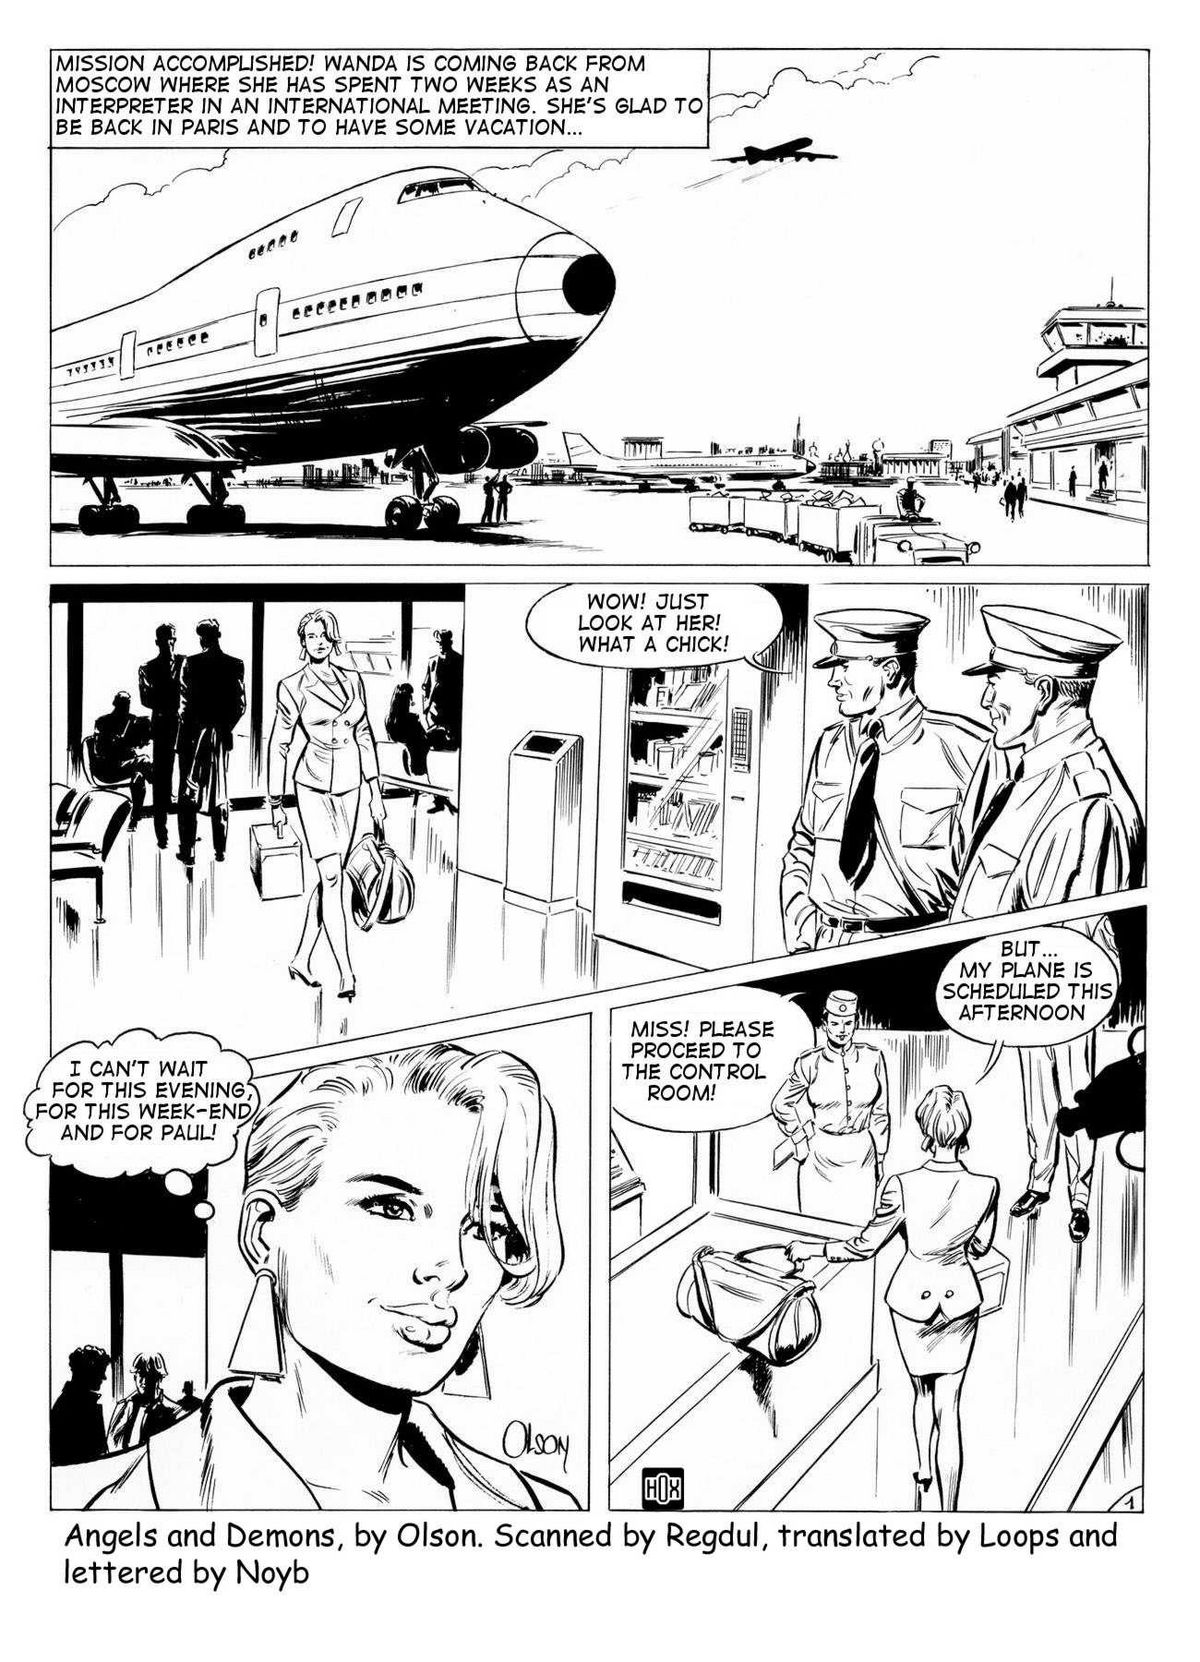 MISSION ACCOMPLISHED! WANDA IS COMING BACK FROM
MOSCOW WHERE SHE HAS SPENT TWO WEEKS AS AN
INTERPRETER IN AN INTERNATIONAL MEETING. SHE'S GLAD TO
BE BACK IN PARIS AND TO HAVE SOME VACATION...
WOW! JUST
LOOK AT HER!
WHAT A CHICK!
I CAN'T WAIT
FOR THIS EVENING,
FOR THIS WEEK-END
AND FOR PAUL!
MISS! PLEASE
PROCEED TO
THE CONTROL
ROOM!
BUT...
MY PLANE IS
SCHEDULED THIS
AFTERNOON
OLSON
HOX
1
Angels and Demons, by Olson. Scanned by Regdul, translated by Loops and
lettered by Noyb